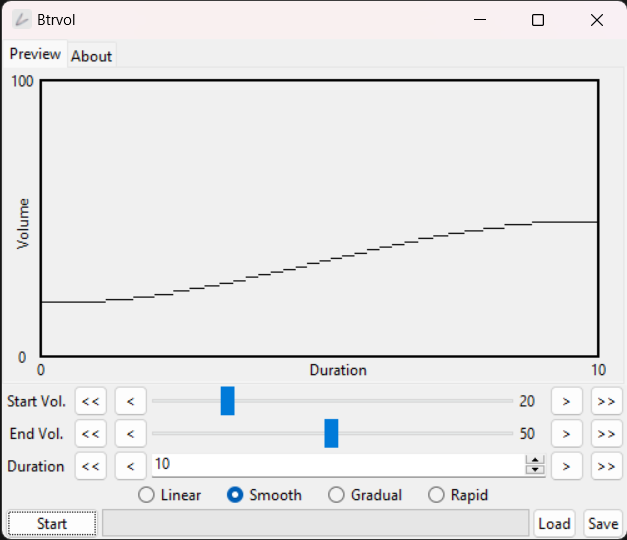 Btrvol
Preview About
100
Volume
0
0 Duration 10
Start Vol. << < 20 > >>
End Vol. << < 50 > >>
Duration << < 10 > >>
Linear Smooth Gradual Rapid
Start Load Save